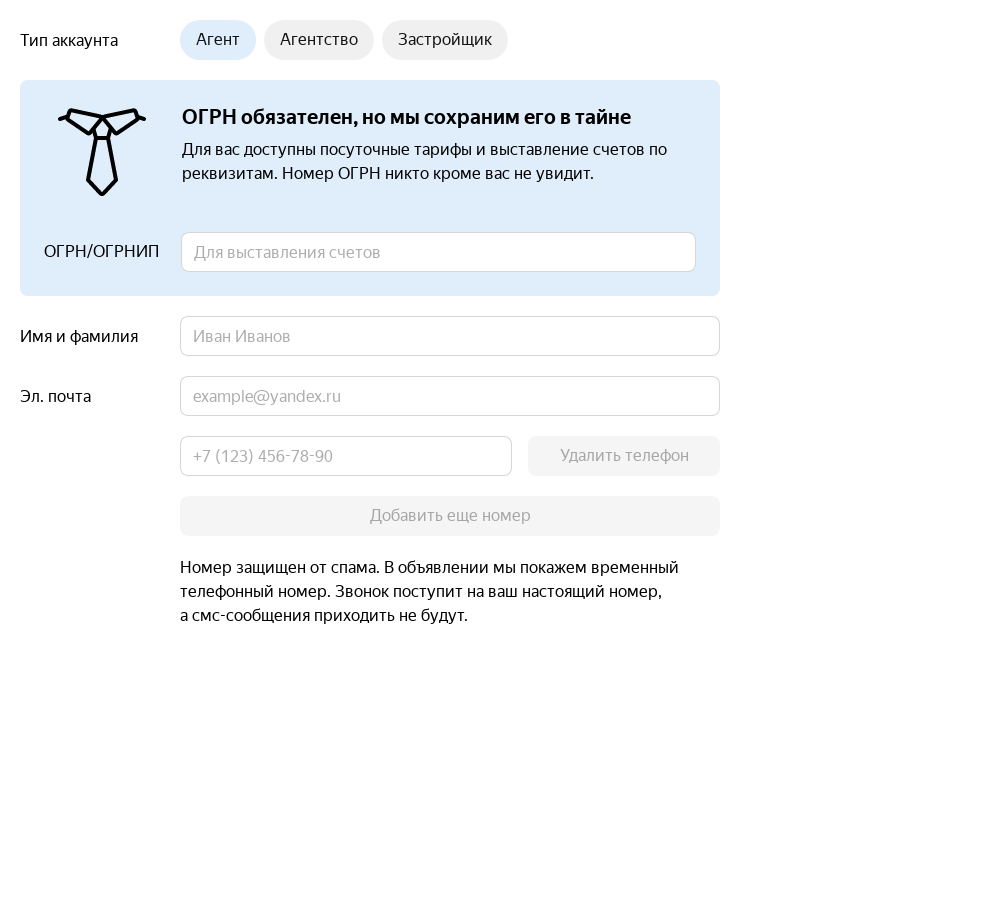 Тип аккаунта
Агент
Агентство
Застройщик
ОГРН обязателен, но мы сохраним его в тайне
Для вас доступны посуточные тарифы и выставление счетов по
реквизитам. Номер ОГРН никто кроме вас не увидит.
ОГРН/ОГРНИП
Для выставления счетов
Имя и фамилия
Иван Иванов
Эл. почта
example@yandex.ru
+7 (123) 456-78-90
Удалить телефон
Добавить еще номер
Номер защищен от спама. В объявлении мы покажем временный
телефонный номер. Звонок поступит на ваш настоящий номер,
а смс-сообщения приходить не будут.